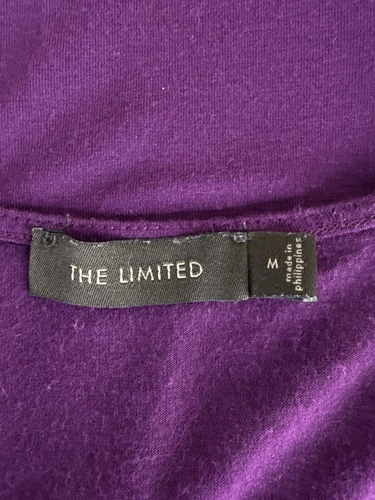 THE LIMITED
M
made in
philippines